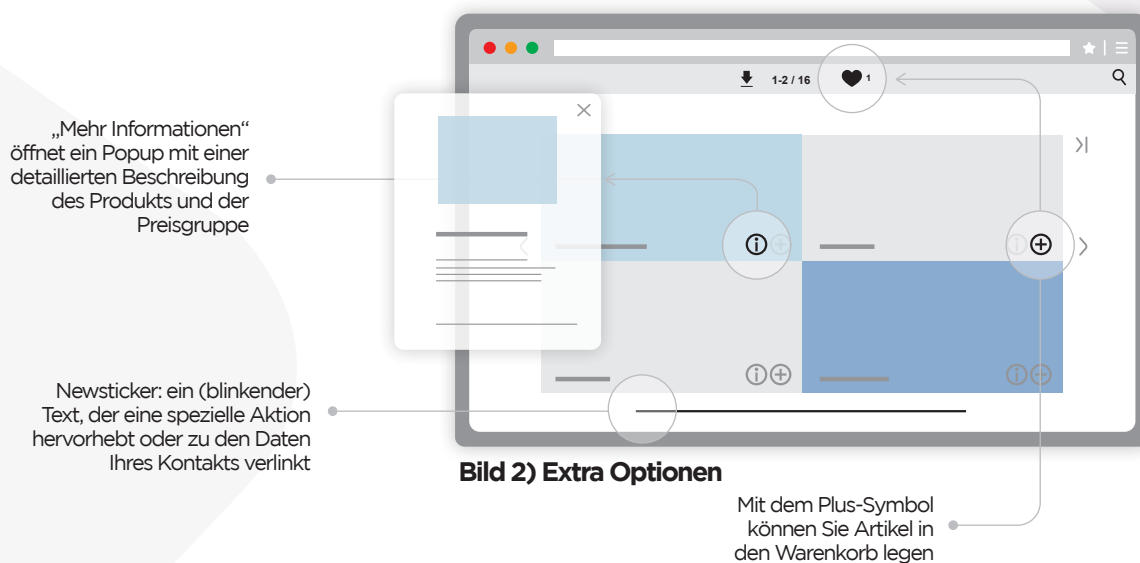 1-2 / 16
1
„Mehr Informationen“
öffnet ein Popup mit einer
detaillierten Beschreibung
des Produkts und der
Preisgruppe
Newsticker: ein (blinkender)
Text, der eine spezielle Aktion
hervorhebt oder zu den Daten
Ihres Kontakts verlinkt
Bild 2) Extra Optionen
Mit dem Plus-Symbol
können Sie Artikel in
den Warenkorb legen